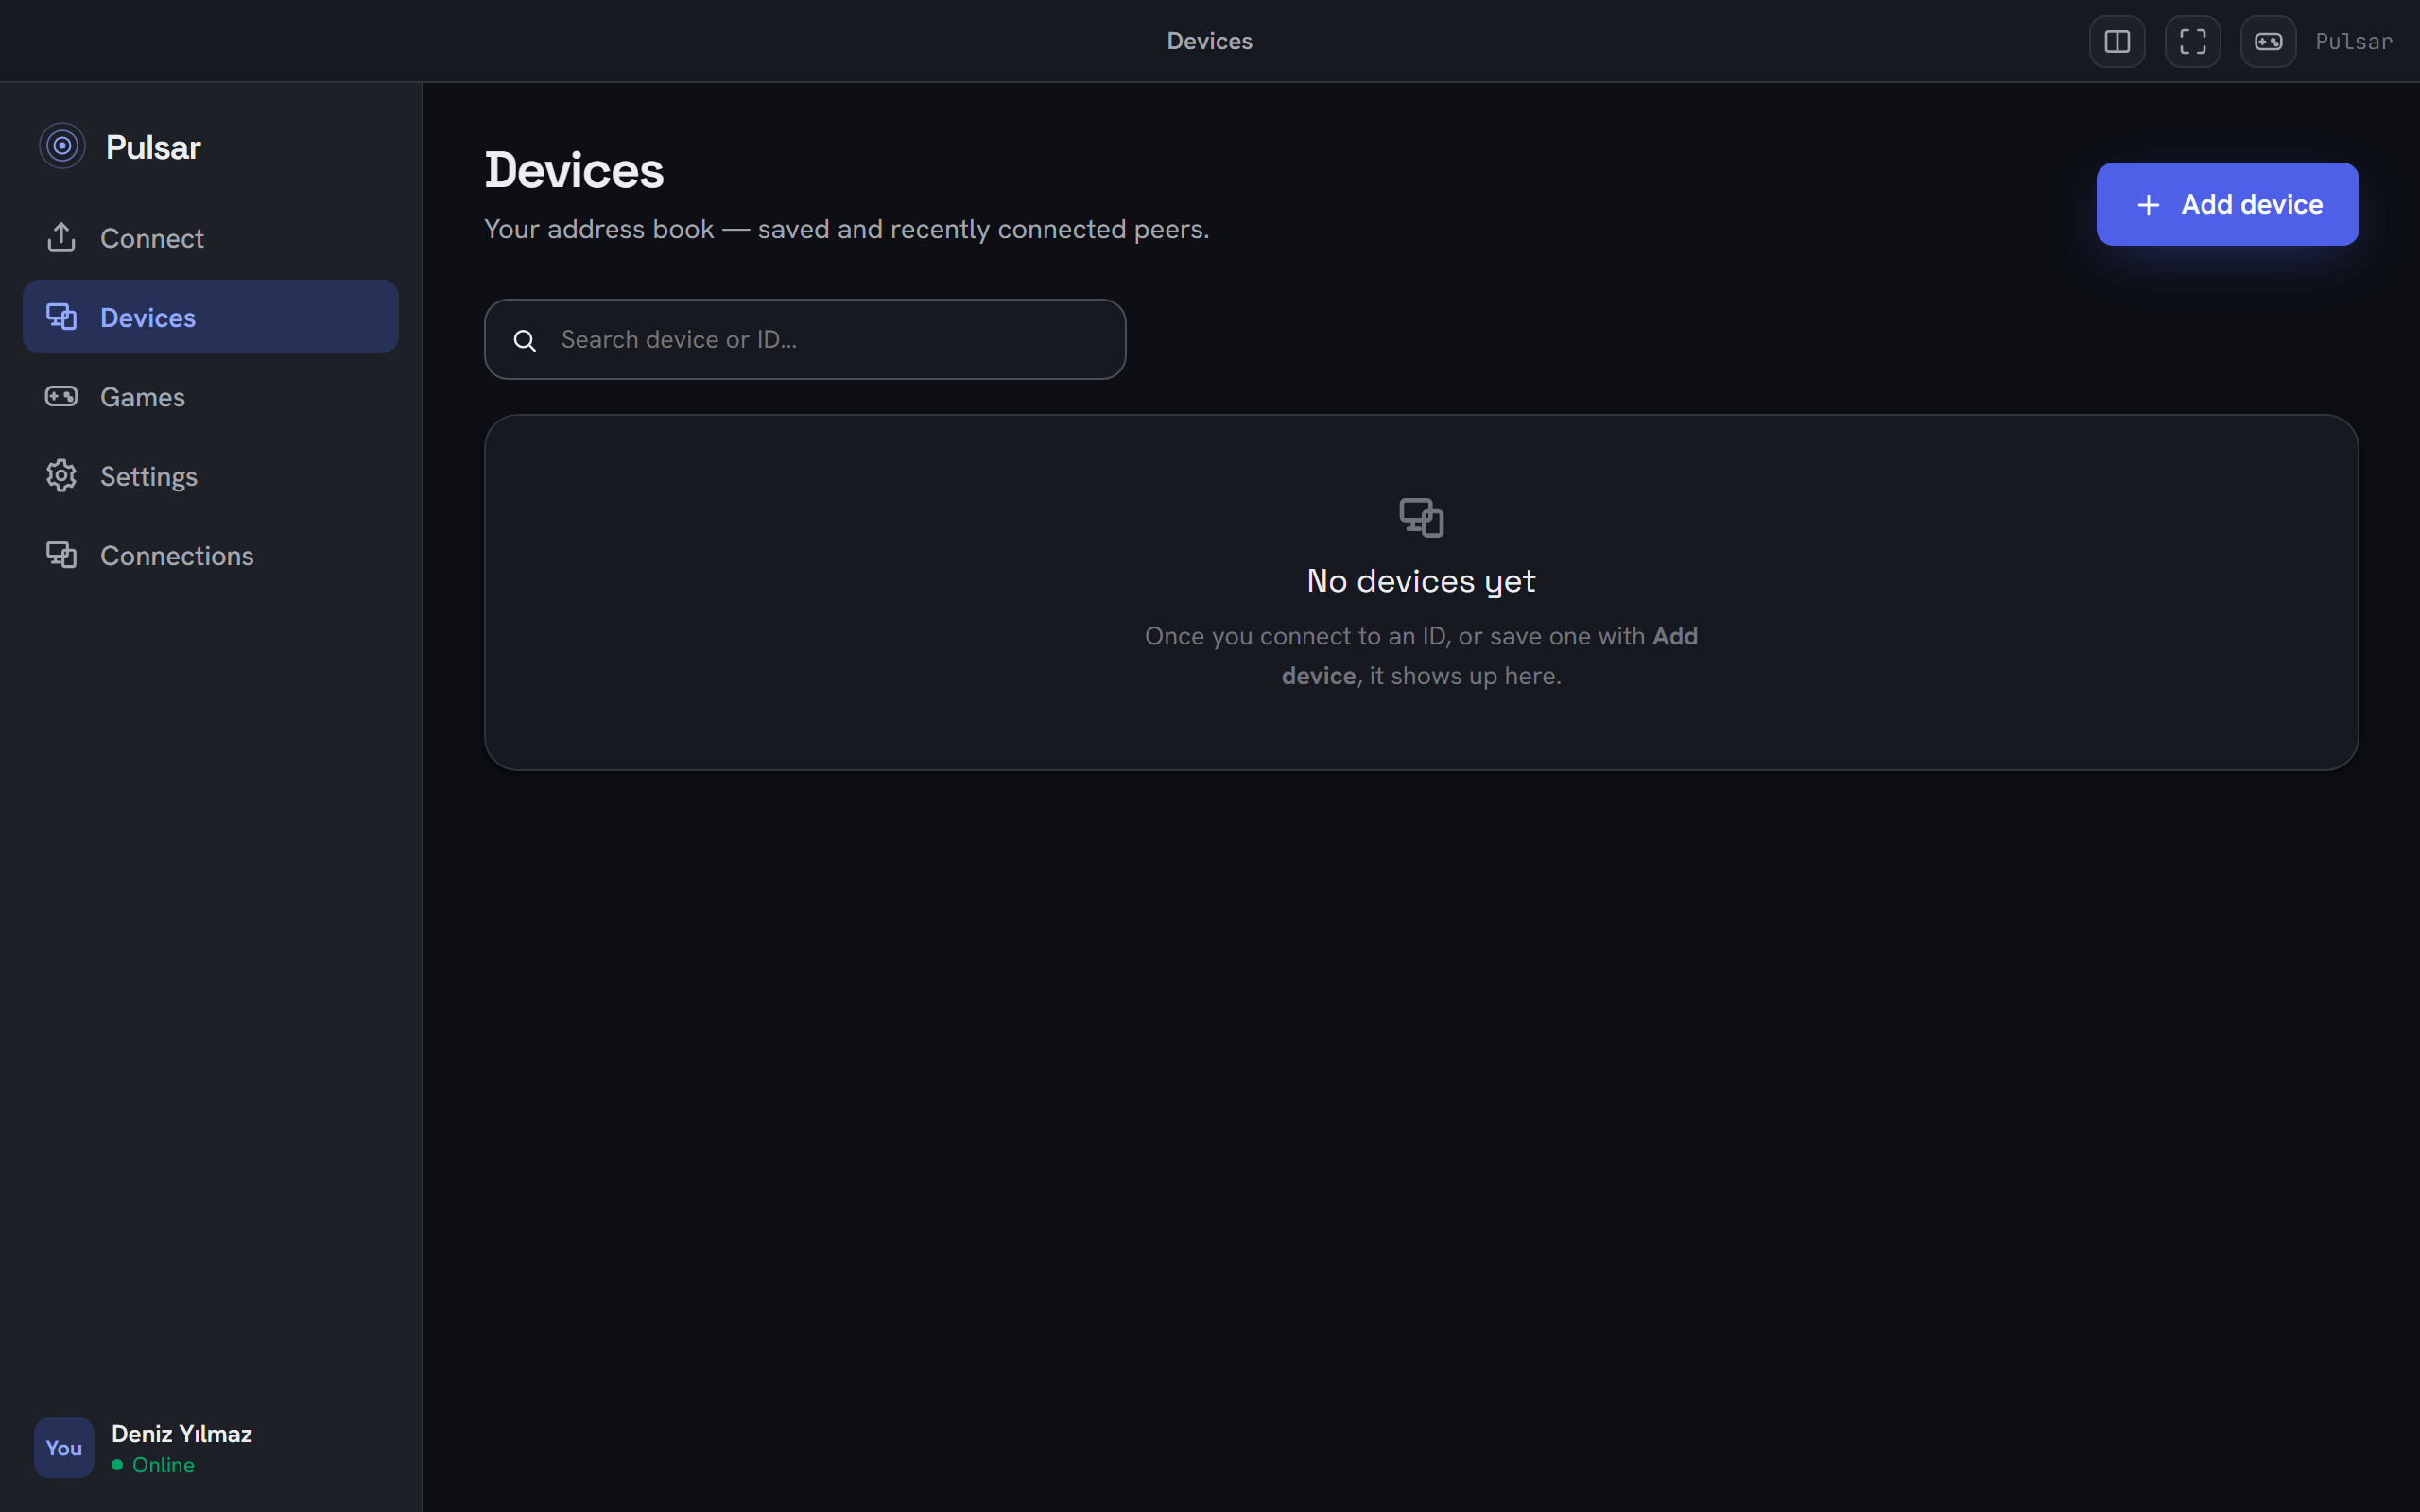 Devices
Pulsar
Pulsar
Connect
Devices
Games
Settings
Connections
You
Deniz Yılmaz
Online
Devices
Your address book — saved and recently connected peers.
Add device
Search device or ID...
No devices yet
Once you connect to an ID, or save one with Add
device, it shows up here.